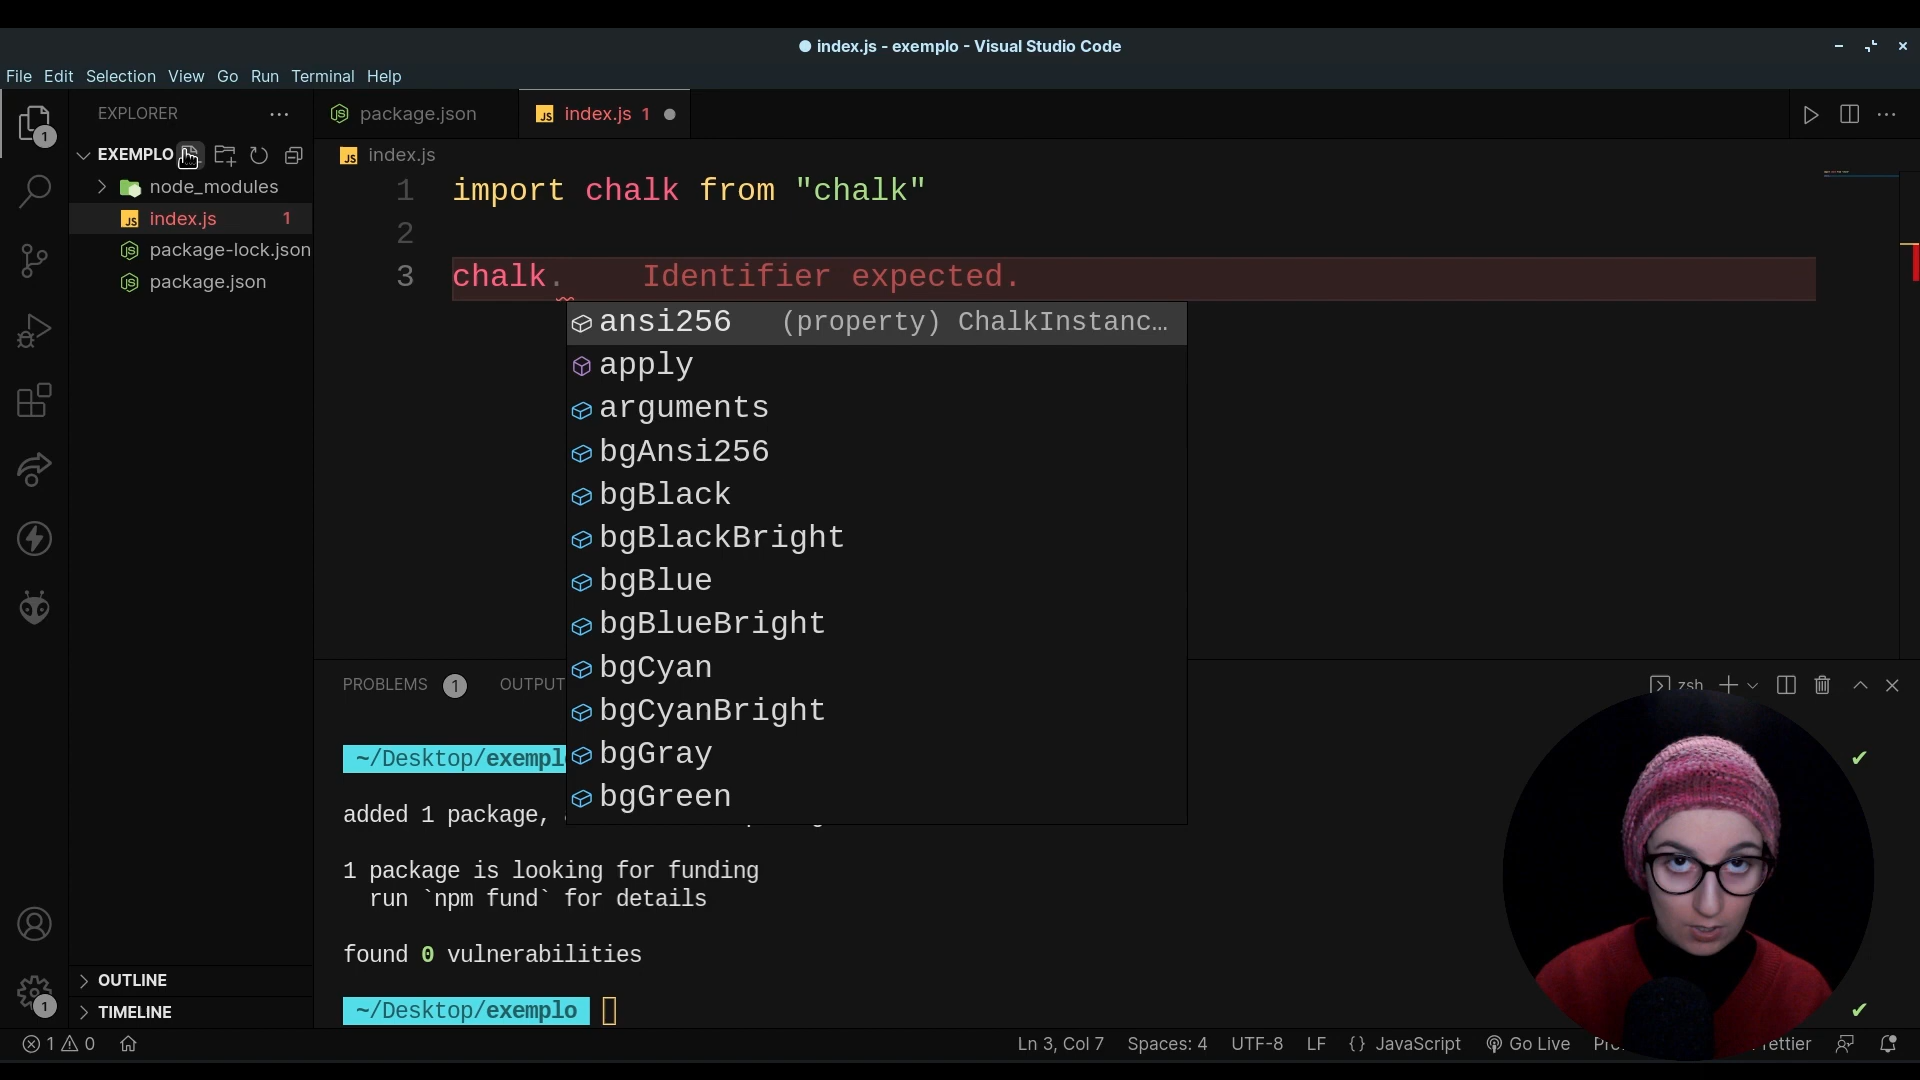 index.js - exemplo - Visual Studio Code
File Edit Selection View Go Run Terminal Help
EXPLORER
package.json
index.js 1
1
EXEMPLO
node_modules
index.js 1
package-lock.json
package.json
index.js
1 import chalk from "chalk"
2
3 chalk. Identifier expected.
ansi256 (property) ChalkInstanc…
apply
arguments
bgAnsi256
bgBlack
bgBlackBright
bgBlue
bgBlueBright
bgCyan
bgCyanBright
bgGray
bgGreen
PROBLEMS 1 OUTPUT
zsh
~/Desktop/exemplo
added 1 package,
1 package is looking for funding
run `npm fund` for details
found 0 vulnerabilities
~/Desktop/exemplo
OUTLINE
1
TIMELINE
1 0
Ln 3, Col 7 Spaces: 4 UTF-8 LF {} JavaScript Go Live